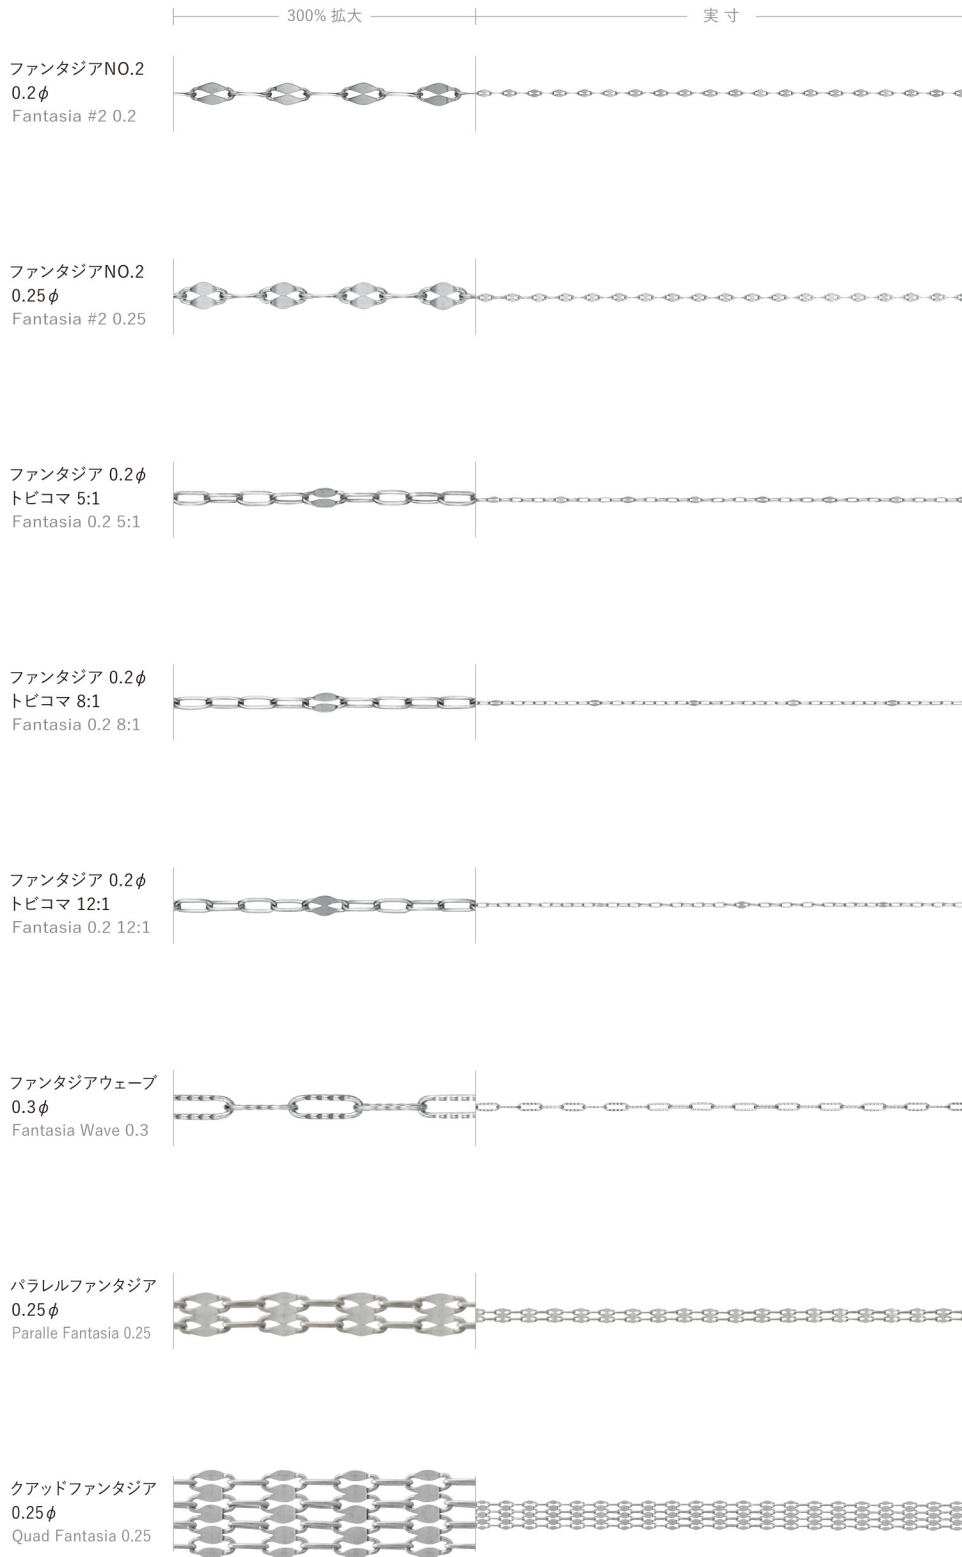 300% 拡大
実 寸
ファンタジアNO.2
0.2φ
Fantasia #2 0.2
ファンタジアNO.2
0.25φ
Fantasia #2 0.25
ファンタジア 0.2φ
トビコマ 5:1
Fantasia 0.2 5:1
ファンタジア 0.2φ
トビコマ 8:1
Fantasia 0.2 8:1
ファンタジア 0.2φ
トビコマ 12:1
Fantasia 0.2 12:1
ファンタジアウェーブ
0.3φ
Fantasia Wave 0.3
パラレルファンタジア
0.25φ
Paralle Fantasia 0.25
クアッドファンタジア
0.25φ
Quad Fantasia 0.25